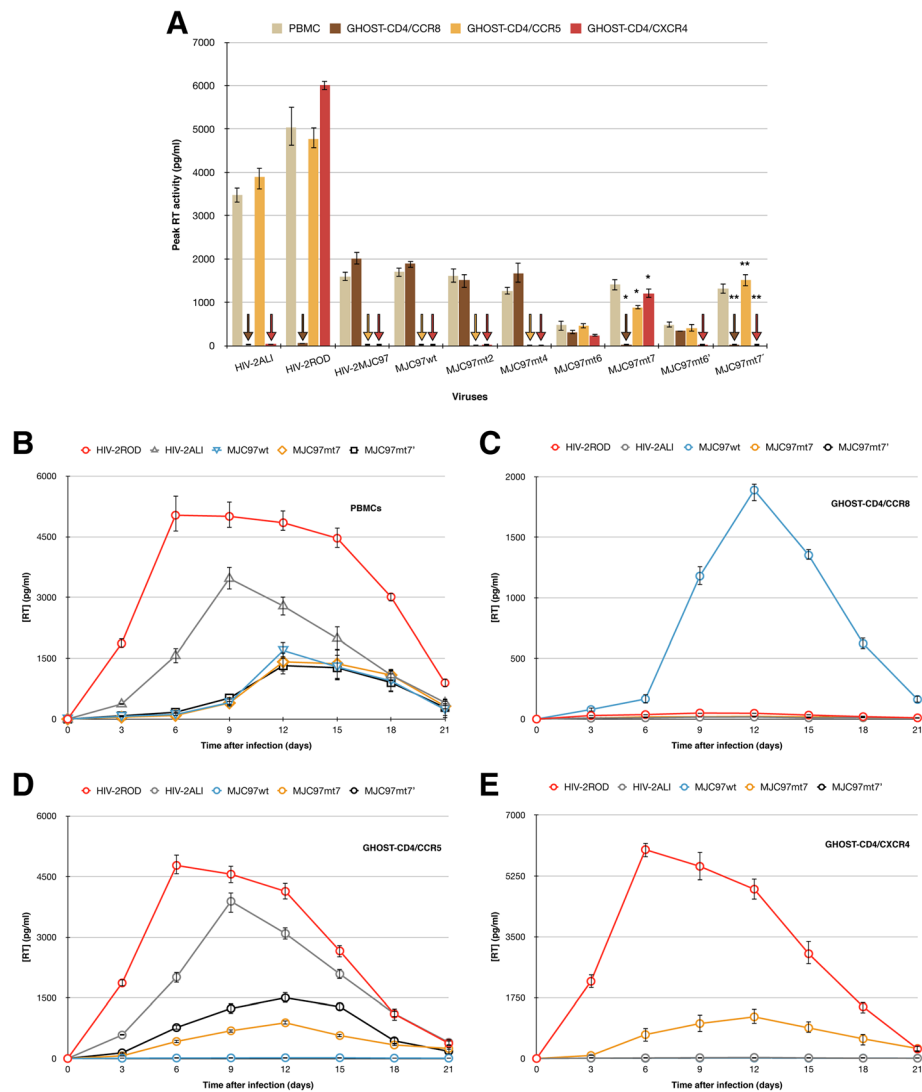 A
PBMC GHOST-CD4/CCR8 GHOST-CD4/CCR5 GHOST-CD4/CXCR4
7000
6000
5000
4000
3000
2000
1000
0
Peak RT activity (pg/ml)
* * *
** ** **
HIV-2ALI HIV-2ROD HIV-2MJC97 MJC97wt MJC97mt2 MJC97mt4 MJC97mt6 MJC97mt7 MJC97mt6' MJC97mt7'
Viruses
B
HIV-2ROD HIV-2ALI MJC97wt MJC97mt7 MJC97mt7'
PBMCs
6000
4500
3000
1500
0
[RT] (pg/ml)
0 3 6 9 12 15 18 21
Time after infection (days)
C
HIV-2ROD HIV-2ALI MJC97wt MJC97mt7 MJC97mt7'
GHOST-CD4/CCR8
2000
1500
1000
500
0
[RT] (pg/ml)
0 3 6 9 12 15 18 21
Time after infection (days)
D
HIV-2ROD HIV-2ALI MJC97wt MJC97mt7 MJC97mt7'
GHOST-CD4/CCR5
6000
4500
3000
1500
0
[RT] (pg/ml)
0 3 6 9 12 15 18 21
Time after infection (days)
E
HIV-2ROD HIV-2ALI MJC97wt MJC97mt7 MJC97mt7'
GHOST-CD4/CXCR4
7000
5250
3500
1750
0
[RT] (pg/ml)
0 3 6 9 12 15 18 21
Time after infection (days)